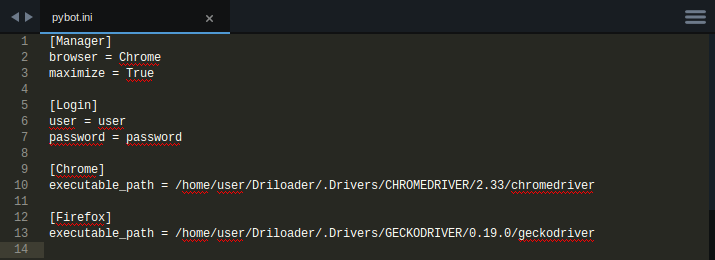 pybot.ini ×
1 [Manager]
2 browser = Chrome
3 maximize = True
4
5 [Login]
6 user = user
7 password = password
8
9 [Chrome]
10 executable_path = /home/user/Driloader/.Drivers/CHROMEDRIVER/2.33/chromedriver
11
12 [Firefox]
13 executable_path = /home/user/Driloader/.Drivers/GECKODRIVER/0.19.0/geckodriver
14